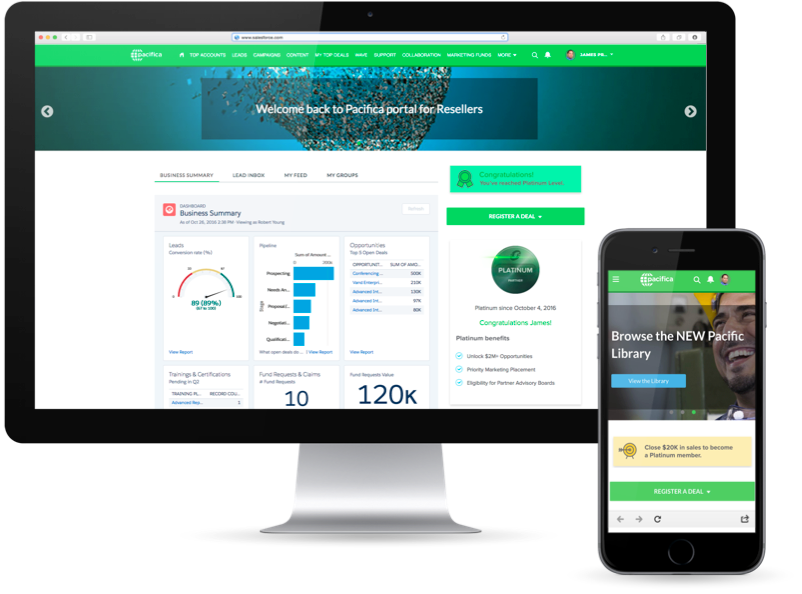 www.salesforce.com
pacifica
TOP ACCOUNTS LEADS CAMPAIGNS CONTENT MY TOP DEALS WAVE SUPPORT COLLABORATION MARKETING FUNDS MORE
Welcome back to Pacifica portal for Resellers
BUSINESS SUMMARY LEAD INBOX MY FEED MY GROUPS
DASHBOARD
Business Summary
As of Oct 26, 2016 2:38 PM · Viewing as Robert Young
Refresh
Leads
Conversion rate (%)
89 (89%)
View Report
Pipeline
Sum of Amount ...
Stage
Prospecting
Needs An...
Proposal/...
Negotiat...
Qualificati...
What open deals do ...
View Report
Opportunities
Top 5 Open Deals
OPPORTUNIT... SUM OF AMO...
Conferencing... 500K
Vand Enterpri... 210K
Advanced Int... 130K
Advanced Int... 97K
Advanced Int... 80K
View Report
Trainings & Certifications
Pending in Q2
TRAINING PL... RECORD COU...
Advanced Rep...
Fund Requests & Claims
# Fund Requests
10
Fund Requests Value
120K
Congratulations!
You've reached Platinum Level.
REGISTER A DEAL
PLATINUM
PARTNER
Platinum since October 4, 2016
Congratulations James!
Platinum benefits
Unlock $2M+ Opportunities
Priority Marketing Placement
Eligibility for Partner Advisory Boards
pacifica
Browse the NEW Pacific
Library
View the Library
Close $20K in sales to become
a Platinum member.
REGISTER A DEAL